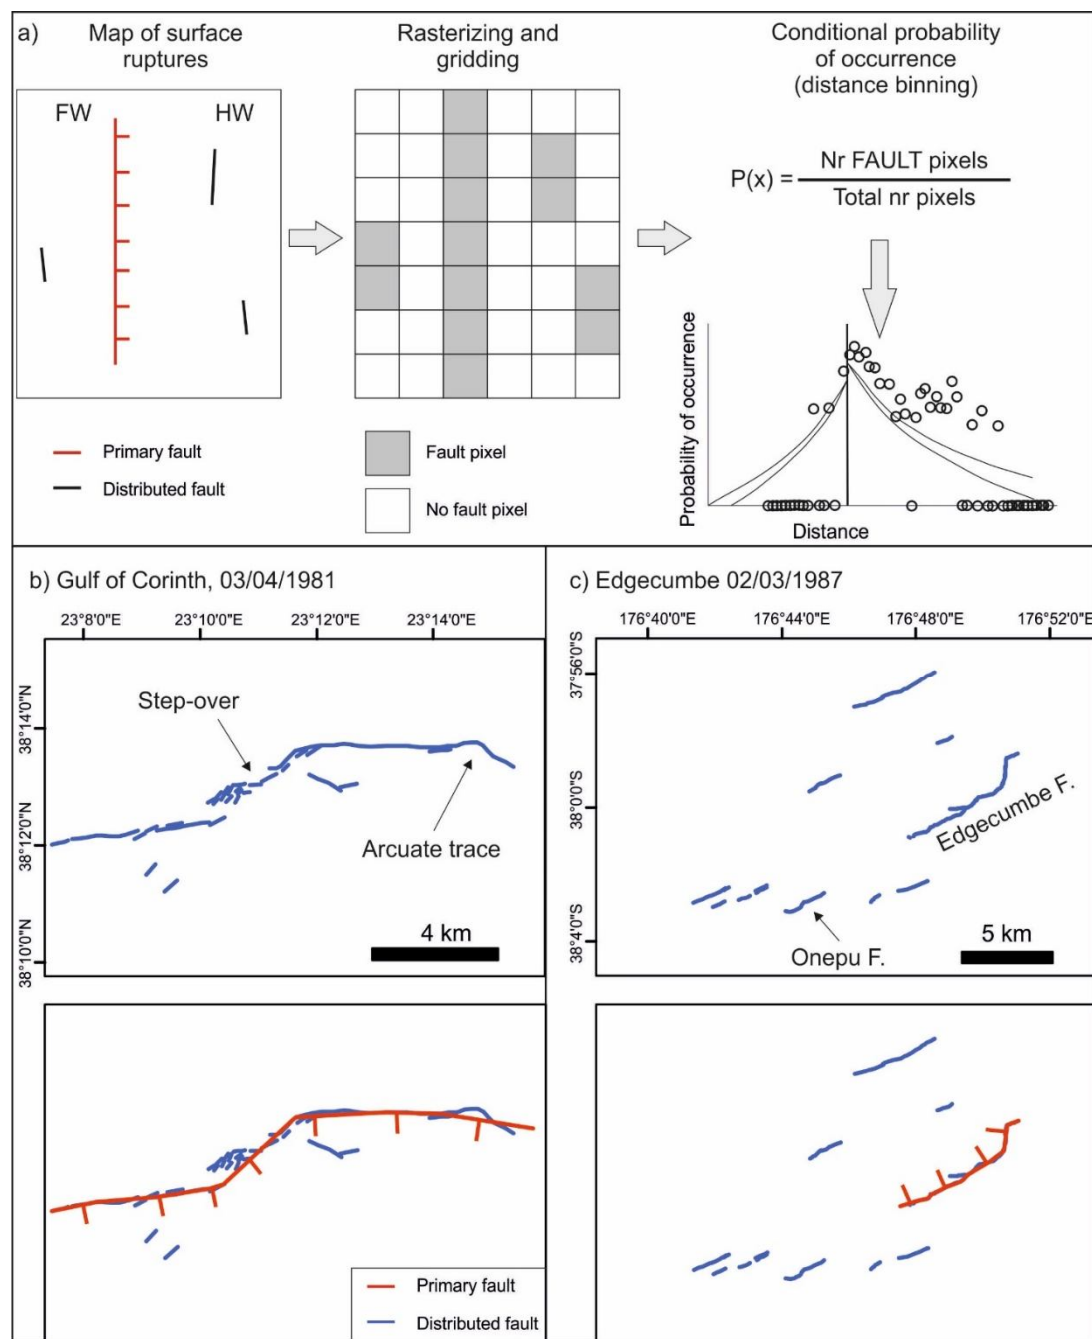 a)
Map of surface
ruptures
Rasterizing and
gridding
Conditional probability
of occurrence
(distance binning)
FW
HW
P(x) =
Nr FAULT pixels
Total nr pixels
Primary fault
Distributed fault
Fault pixel
No fault pixel
Probability of occurrence
Distance
b) Gulf of Corinth, 03/04/1981
23°8'0"E
23°10'0"E
23°12'0"E
23°14'0"E
38°14'0"N
38°12'0"N
38°10'0"N
Step-over
Arcuate trace
4 km
c) Edgecumbe 02/03/1987
176°40'0"E
176°44'0"E
176°48'0"E
176°52'0"E
37°56'0"S
38°0'0"S
38°4'0"S
Edgecumbe F.
Onepu F.
5 km
Primary fault
Distributed fault